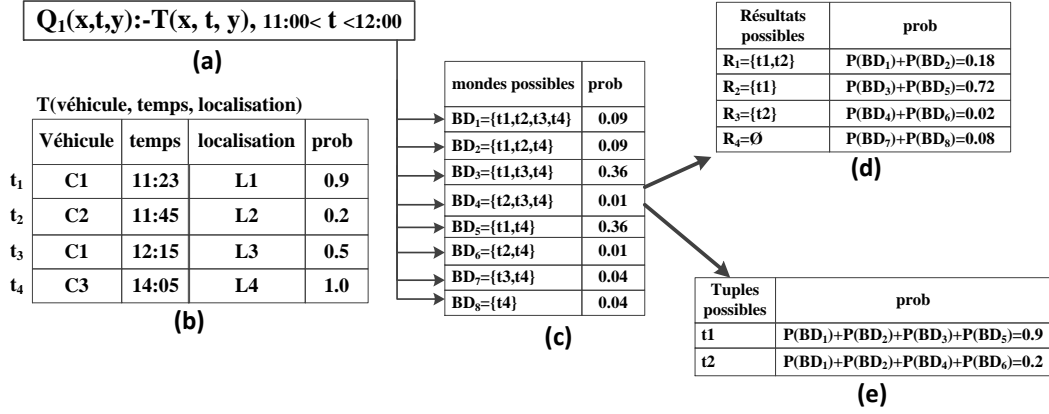 Q₁(x,t,y):-T(x, t, y), 11:00< t <12:00
(a)
T(véhicule, temps, localisation)
Véhicule temps localisation prob
t₁ C1 11:23 L1 0.9
t₂ C2 11:45 L2 0.2
t₃ C1 12:15 L3 0.5
t₄ C3 14:05 L4 1.0
(b)
mondes possibles prob
BD₁={t1,t2,t3,t4} 0.09
BD₂={t1,t2,t4} 0.09
BD₃={t1,t3,t4} 0.36
BD₄={t2,t3,t4} 0.01
BD₅={t1,t4} 0.36
BD₆={t2,t4} 0.01
BD₇={t3,t4} 0.04
BD₈={t4} 0.04
(c)
Résultats
possibles prob
R₁={t1,t2} P(BD₁)+P(BD₂)=0.18
R₂={t1} P(BD₃)+P(BD₅)=0.72
R₃={t2} P(BD₄)+P(BD₆)=0.02
R₄=Ø P(BD₇)+P(BD₈)=0.08
(d)
Tuples
possibles prob
t1 P(BD₁)+P(BD₂)+P(BD₃)+P(BD₅)=0.9
t2 P(BD₁)+P(BD₂)+P(BD₄)+P(BD₆)=0.2
(e)